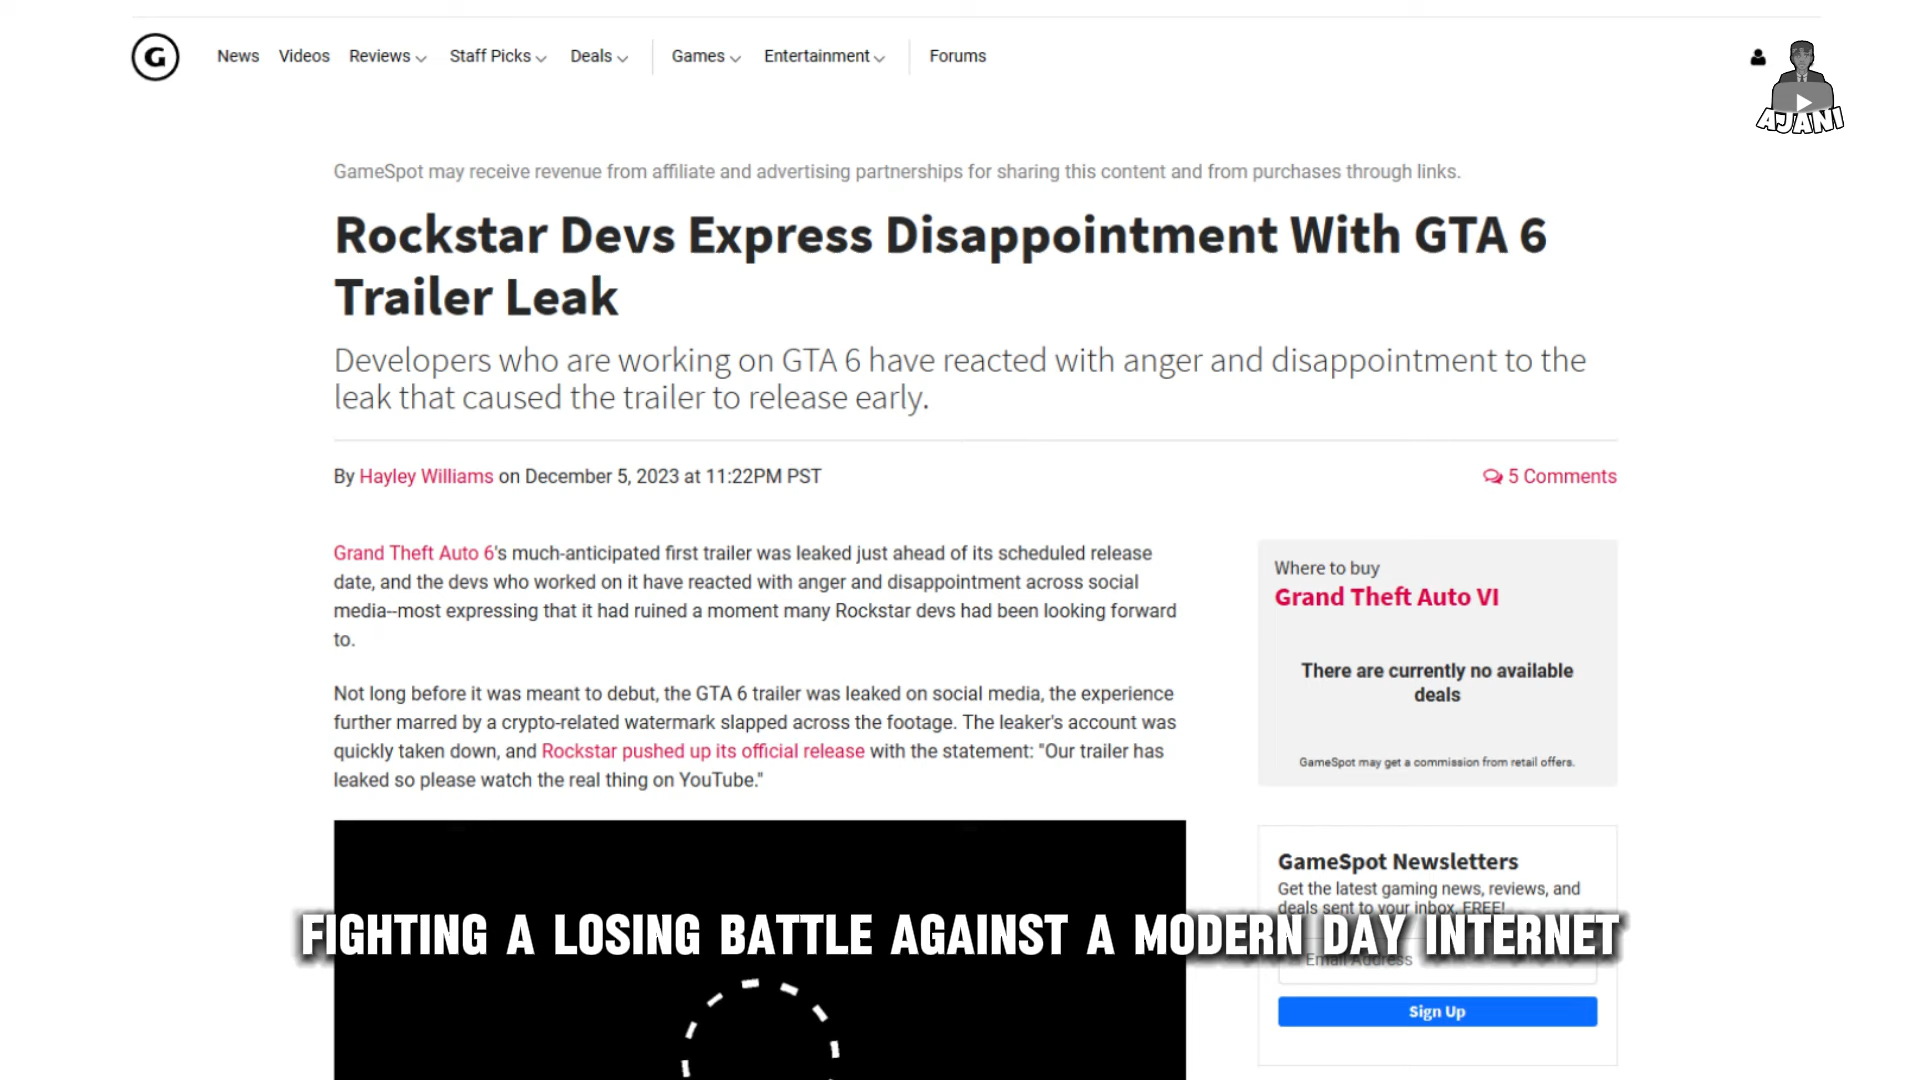 G
News Videos Reviews Staff Picks Deals Games Entertainment Forums
AJANI
GameSpot may receive revenue from affiliate and advertising partnerships for sharing this content and from purchases through links.
Rockstar Devs Express Disappointment With GTA 6
Trailer Leak
Developers who are working on GTA 6 have reacted with anger and disappointment to the
leak that caused the trailer to release early.
By Hayley Williams on December 5, 2023 at 11:22PM PST
5 Comments
Grand Theft Auto 6's much-anticipated first trailer was leaked just ahead of its scheduled release
date, and the devs who worked on it have reacted with anger and disappointment across social
media--most expressing that it had ruined a moment many Rockstar devs had been looking forward
to.
Not long before it was meant to debut, the GTA 6 trailer was leaked on social media, the experience
further marred by a crypto-related watermark slapped across the footage. The leaker's account was
quickly taken down, and Rockstar pushed up its official release with the statement: "Our trailer has
leaked so please watch the real thing on YouTube."
Where to buy
Grand Theft Auto VI
There are currently no available
deals
GameSpot may get a commission from retail offers.
GameSpot Newsletters
Get the latest gaming news, reviews, and
deals sent to your inbox. FREE!
Email Address
Sign Up
FIGHTING A LOSING BATTLE AGAINST A MODERN DAY INTERNET